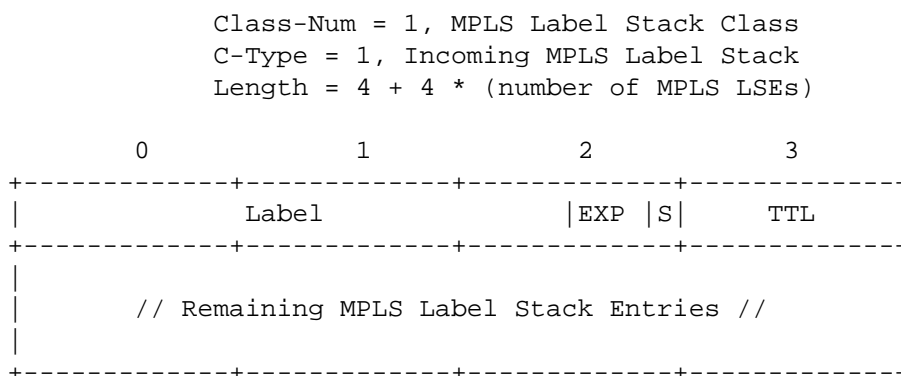 Class-Num = 1, MPLS Label Stack Class
C-Type = 1, Incoming MPLS Label Stack
Length = 4 + 4 * (number of MPLS LSEs)
0 1 2 3
+-------------+-------------+-------------+--------------
| Label |EXP |S| TTL
+-------------+-------------+-------------+--------------
|
| // Remaining MPLS Label Stack Entries //
|
+-------------+-------------+-------------+--------------